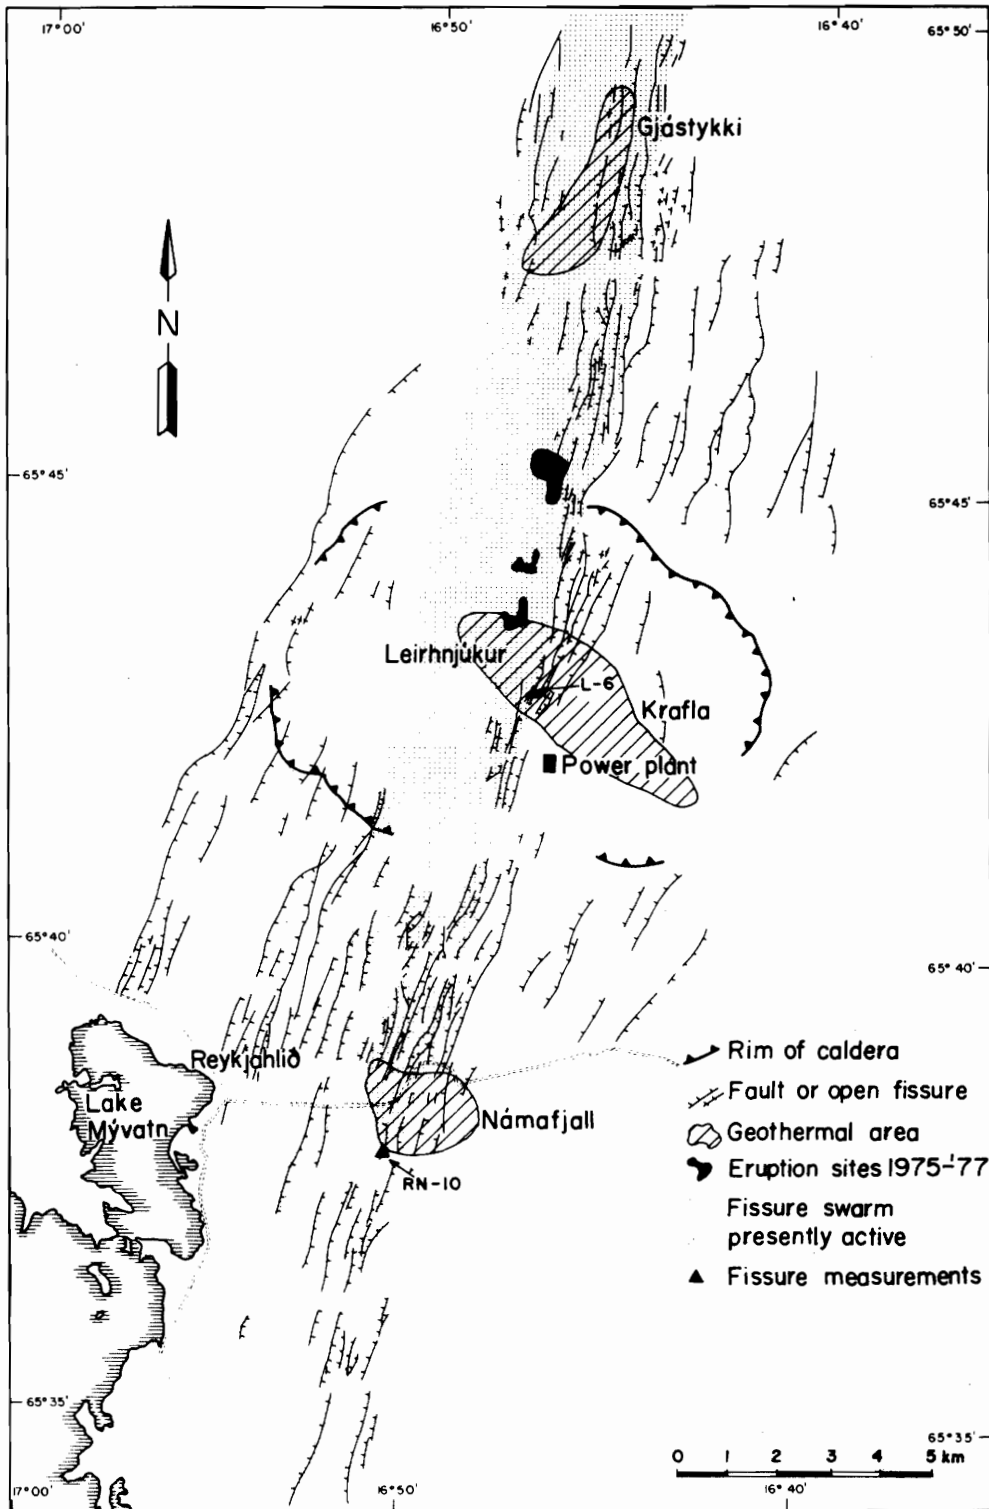 17°00'
16°50'
16°40'
65°50'
Gjástykki
N
65°45'
65°45'
Leirhnjúkur
L-6
Krafla
Power plant
65°40'
65°40'
Reykjahlið
Lake
Mývatn
Námafjall
RN-10
Rim of caldera
Fault or open fissure
Geothermal area
Eruption sites 1975-'77
Fissure swarm
presently active
Fissure measurements
65°35'
65°35'
0 1 2 3 4 5 km
17°00'
16°50'
16°40'